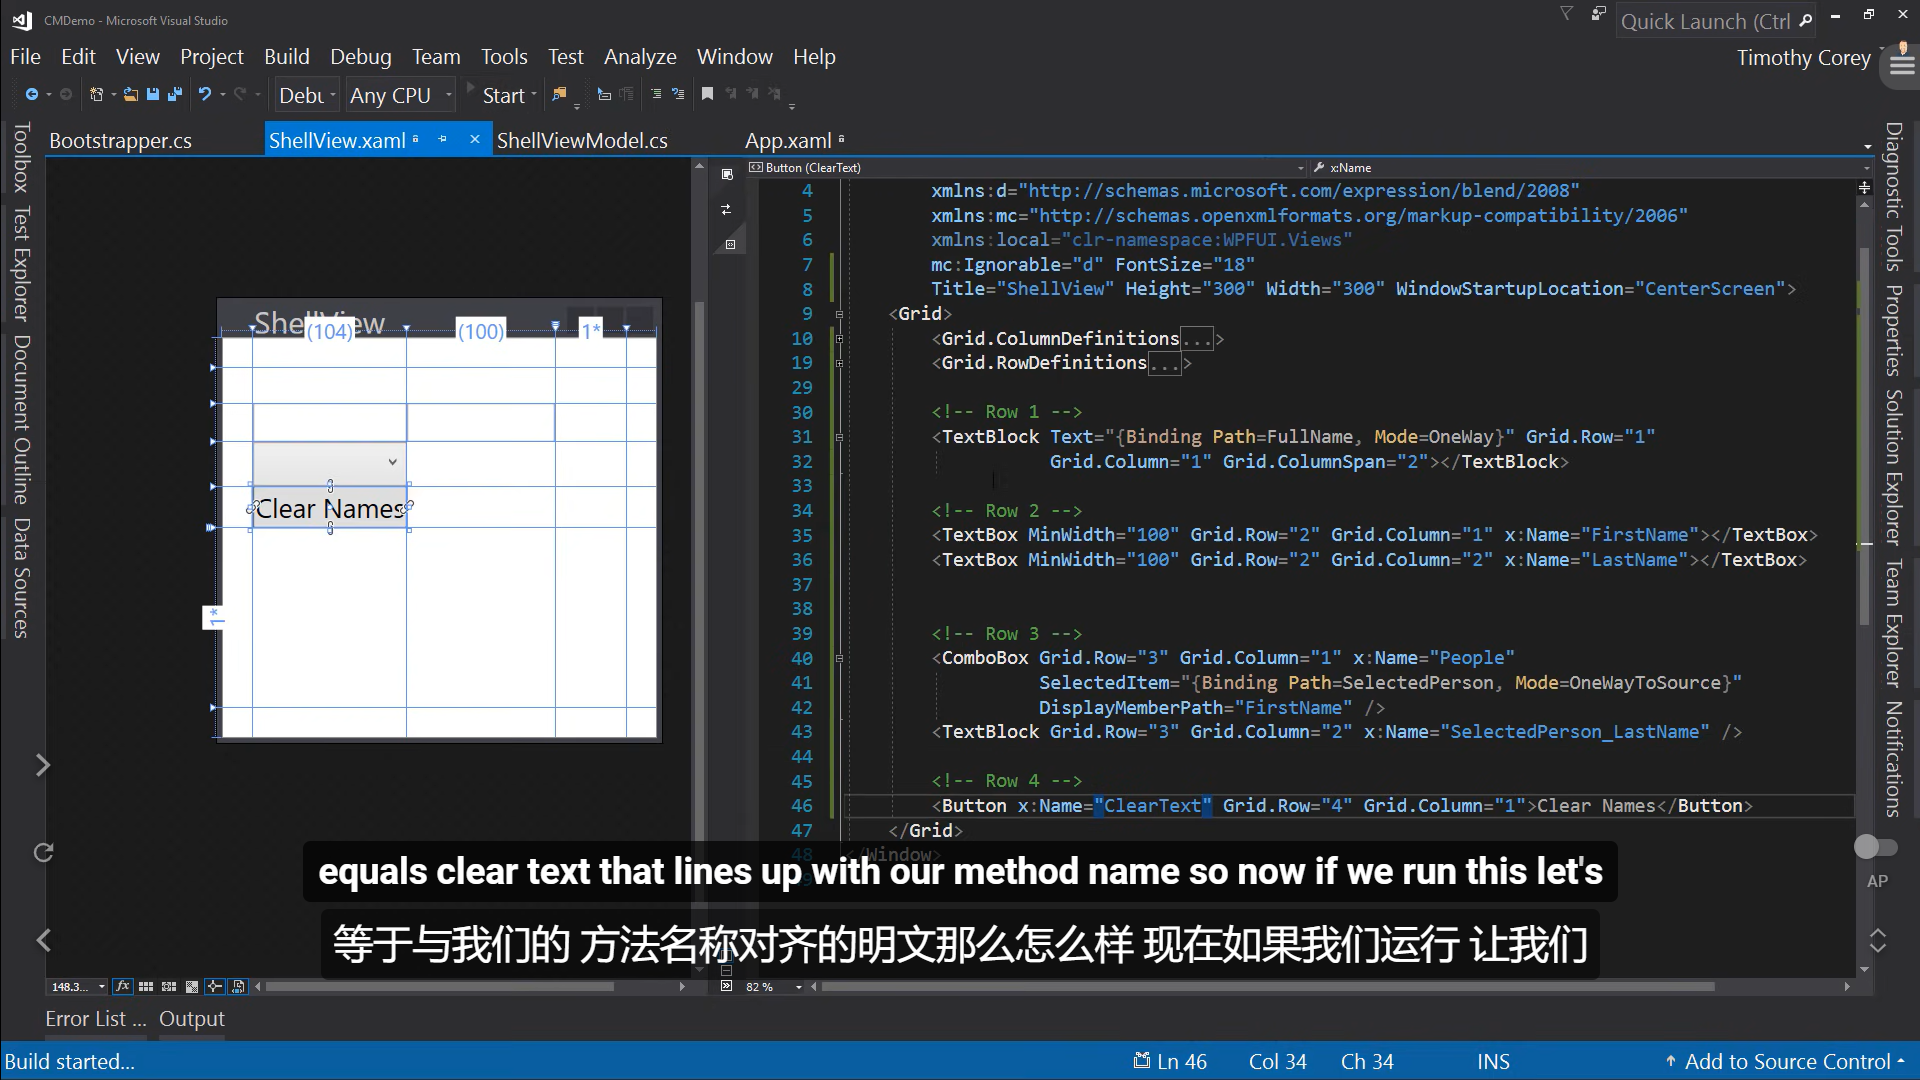 CMDemo - Microsoft Visual Studio
Quick Launch (Ctrl
File Edit View Project Build Debug Team Tools Test Analyze Window Help
Timothy Corey
Debu Any CPU Start
Bootstrapper.cs ShellView.xaml ShellViewModel.cs App.xaml
Toolbox
Test Explorer
Document Outline
Data Sources
ShellView
(104) (100) 1*
Clear Names
1*
Button (ClearText) x:Name
4 xmlns:d="http://schemas.microsoft.com/expression/blend/2008"
5 xmlns:mc="http://schemas.openxmlformats.org/markup-compatibility/2006"
6 xmlns:local="clr-namespace:WPFUI.Views"
7 mc:Ignorable="d" FontSize="18"
8 Title="ShellView" Height="300" Width="300" WindowStartupLocation="CenterScreen">
9 <Grid>
10 <Grid.ColumnDefinitions...>
19 <Grid.RowDefinitions...>
29
30 <!-- Row 1 -->
31 <TextBlock Text="{Binding Path=FullName, Mode=OneWay}" Grid.Row="1"
32 Grid.Column="1" Grid.ColumnSpan="2"></TextBlock>
33
34 <!-- Row 2 -->
35 <TextBox MinWidth="100" Grid.Row="2" Grid.Column="1" x:Name="FirstName"></TextBox>
36 <TextBox MinWidth="100" Grid.Row="2" Grid.Column="2" x:Name="LastName"></TextBox>
37
38
39 <!-- Row 3 -->
40 <ComboBox Grid.Row="3" Grid.Column="1" x:Name="People"
41 SelectedItem="{Binding Path=SelectedPerson, Mode=OneWayToSource}"
42 DisplayMemberPath="FirstName" />
43 <TextBlock Grid.Row="3" Grid.Column="2" x:Name="SelectedPerson_LastName" />
44
45 <!-- Row 4 -->
46 <Button x:Name="ClearText" Grid.Row="4" Grid.Column="1">Clear Names</Button>
47 </Grid>
48 </Window>
equals clear text that lines up with our method name so now if we run this let's
等于与我们的 方法名称对齐的明文那么怎么样 现在如果我们运行 让我们
Diagnostic Tools
Properties
Solution Explorer
Team Explorer
Notifications
AP
148.3... 82 %
Error List ... Output
Build started...
Ln 46 Col 34 Ch 34 INS Add to Source Control